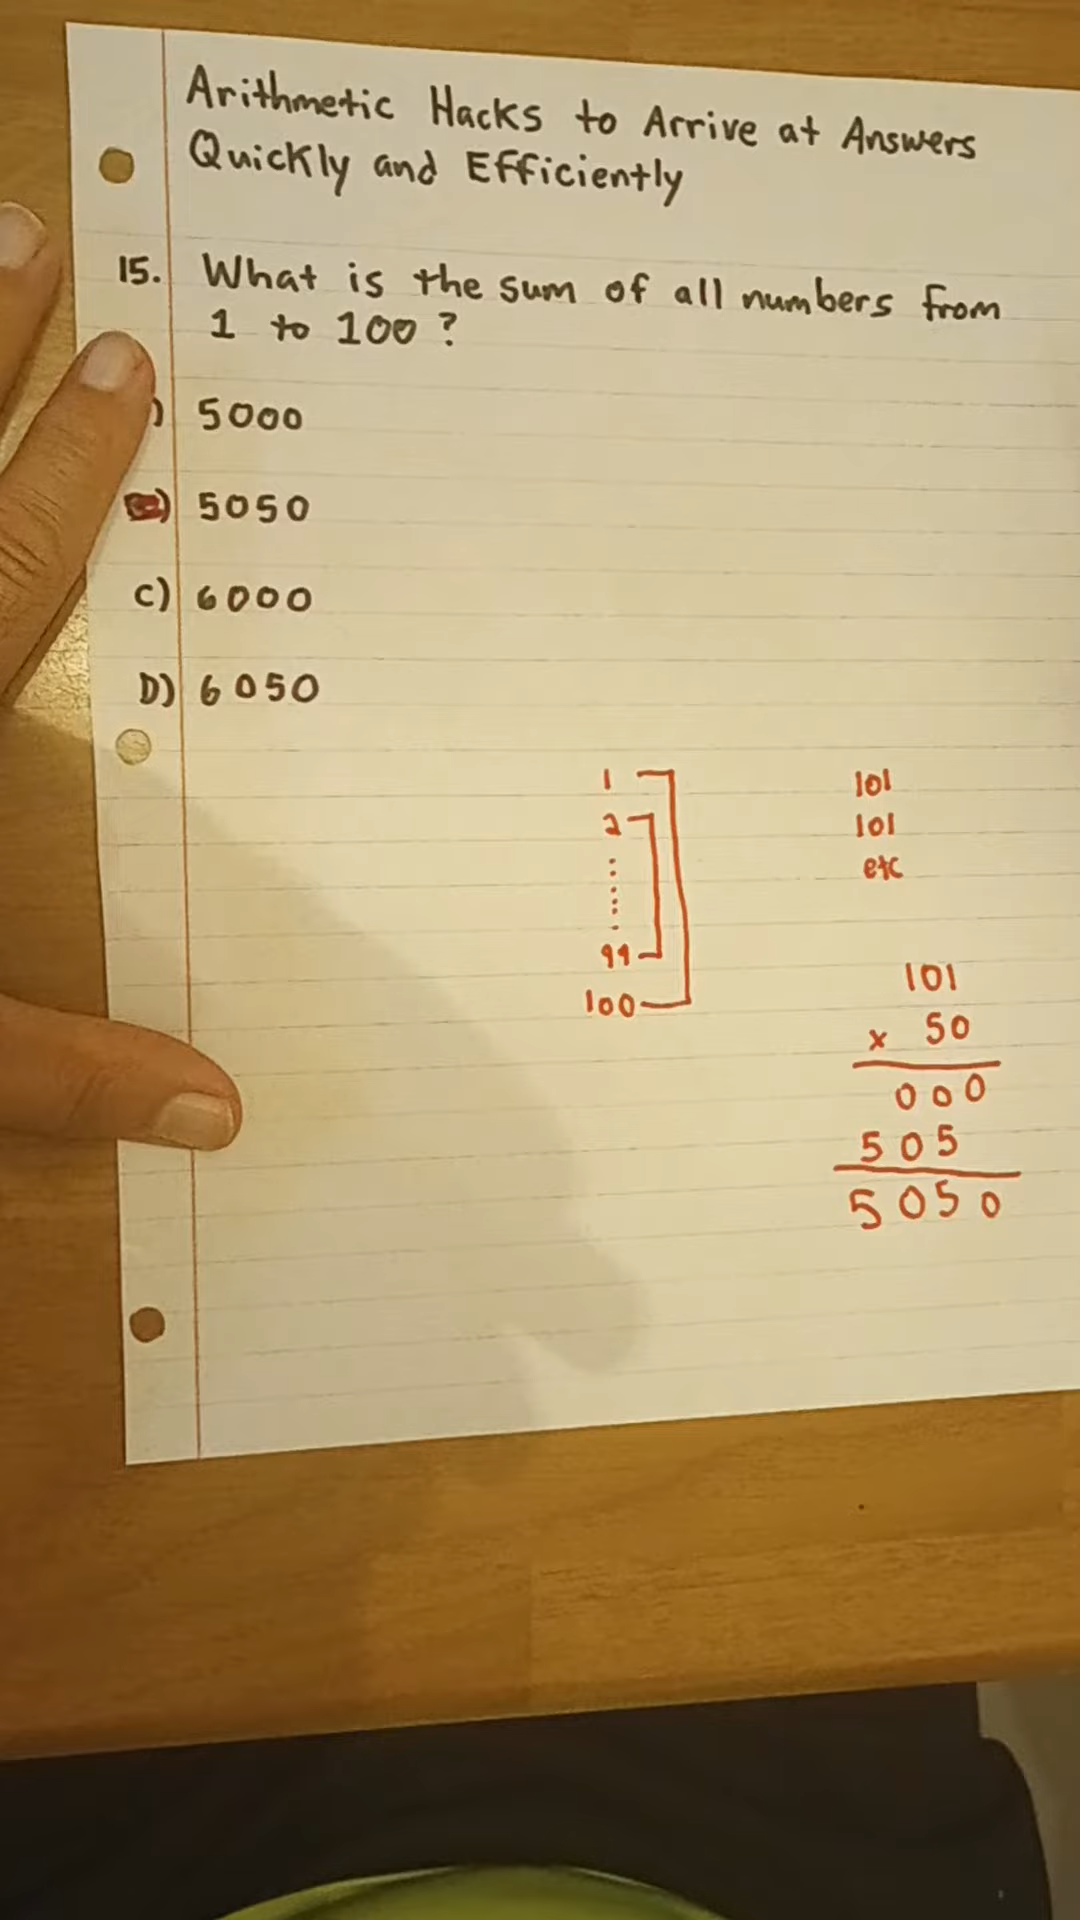 Arithmetic Hacks to Arrive at Answers
Quickly and Efficiently
15. What is the sum of all numbers from
1 to 100?
) 5000
) 5050
C) 6000
D) 6050
1
2
......
99
100
101
101
etc
101
x 50
000
505
5050